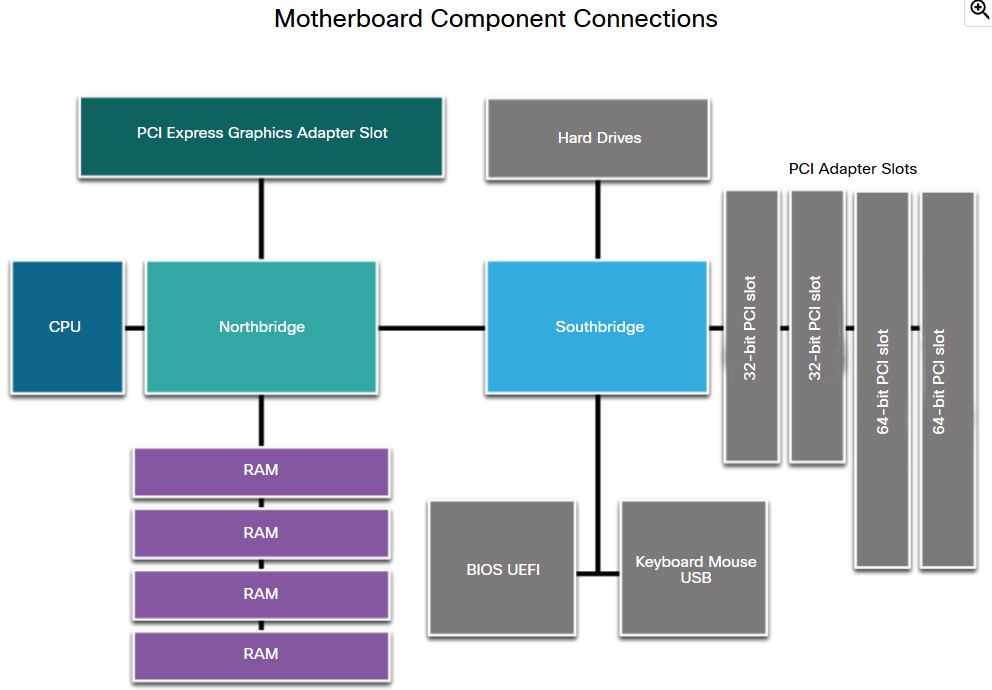 Motherboard Component Connections
PCI Express Graphics Adapter Slot
Hard Drives
PCI Adapter Slots
CPU
Northbridge
Southbridge
32-bit PCI slot
32-bit PCI slot
64-bit PCI slot
64-bit PCI slot
RAM
RAM
RAM
RAM
BIOS UEFI
Keyboard Mouse
USB